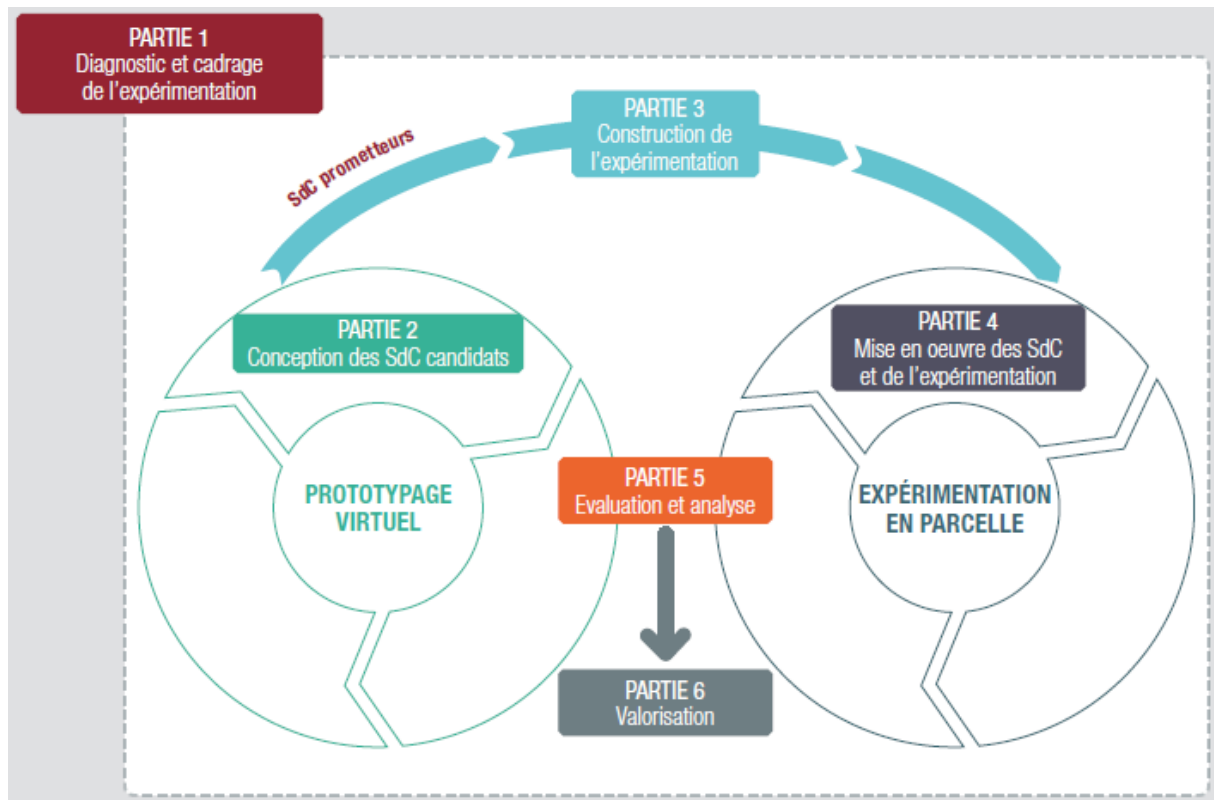 PARTIE 1
Diagnostic et cadrage
de l'expérimentation
PARTIE 3
Construction de
l'expérimentation
SdC prometteurs
PARTIE 2
Conception des SdC candidats
PARTIE 4
Mise en oeuvre des SdC
et de l'expérimentation
PROTOTYPAGE
VIRTUEL
PARTIE 5
Evaluation et analyse
EXPÉRIMENTATION
EN PARCELLE
PARTIE 6
Valorisation